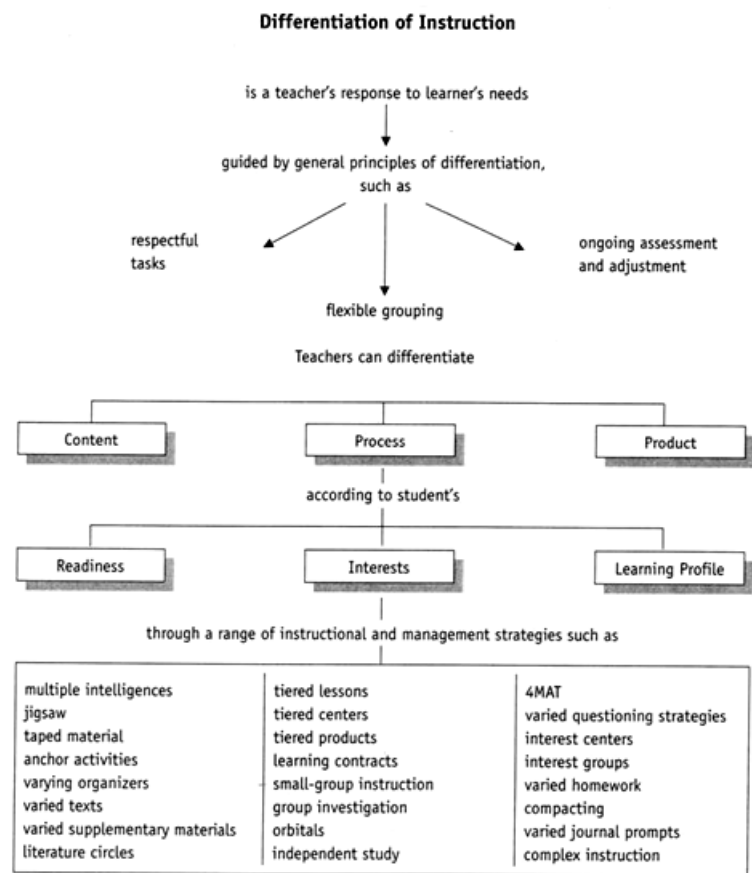 Differentiation of Instruction
is a teacher's response to learner's needs
guided by general principles of differentiation,
such as
respectful
tasks
ongoing assessment
and adjustment
flexible grouping
Teachers can differentiate
Content
Process
Product
according to student's
Readiness
Interests
Learning Profile
through a range of instructional and management strategies such as
multiple intelligences
jigsaw
taped material
anchor activities
varying organizers
varied texts
varied supplementary materials
literature circles
tiered lessons
tiered centers
tiered products
learning contracts
small-group instruction
group investigation
orbitals
independent study
4MAT
varied questioning strategies
interest centers
interest groups
varied homework
compacting
varied journal prompts
complex instruction